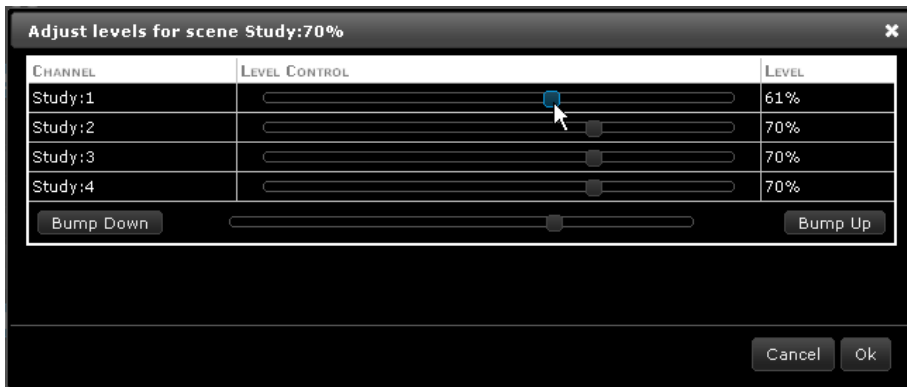 Adjust levels for scene Study:70%
CHANNEL LEVEL CONTROL LEVEL
Study:1 61%
Study:2 70%
Study:3 70%
Study:4 70%
Bump Down Bump Up
Cancel Ok